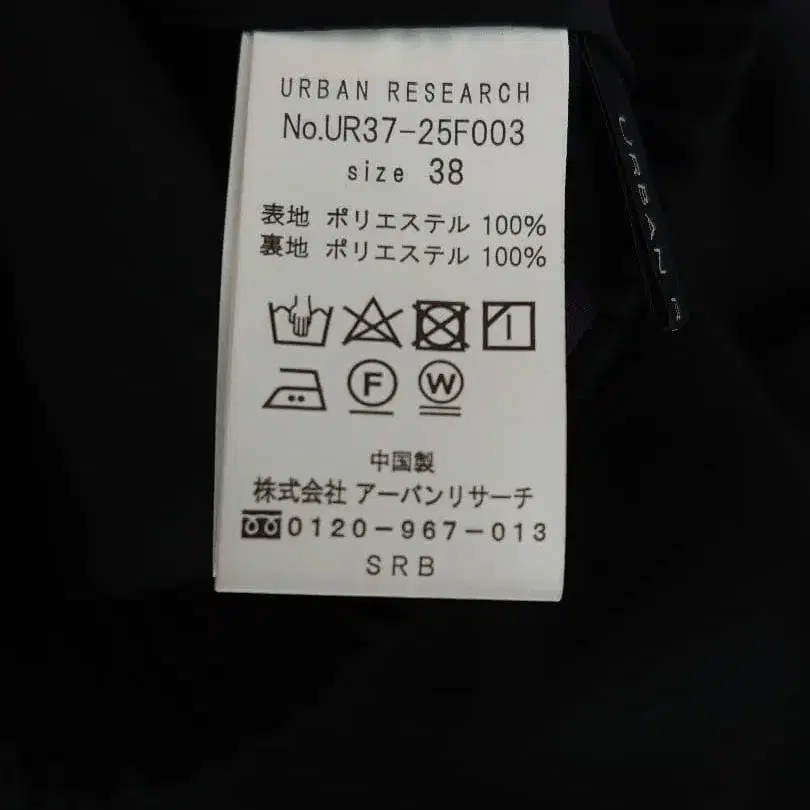 URBAN RESEARCH
No.UR37-25F003
size 38
表地 ポリエステル 100%
裏地 ポリエステル 100%
F W
中国製
株式会社 アーバンリサーチ
0120-967-013
SRB
URBAN R